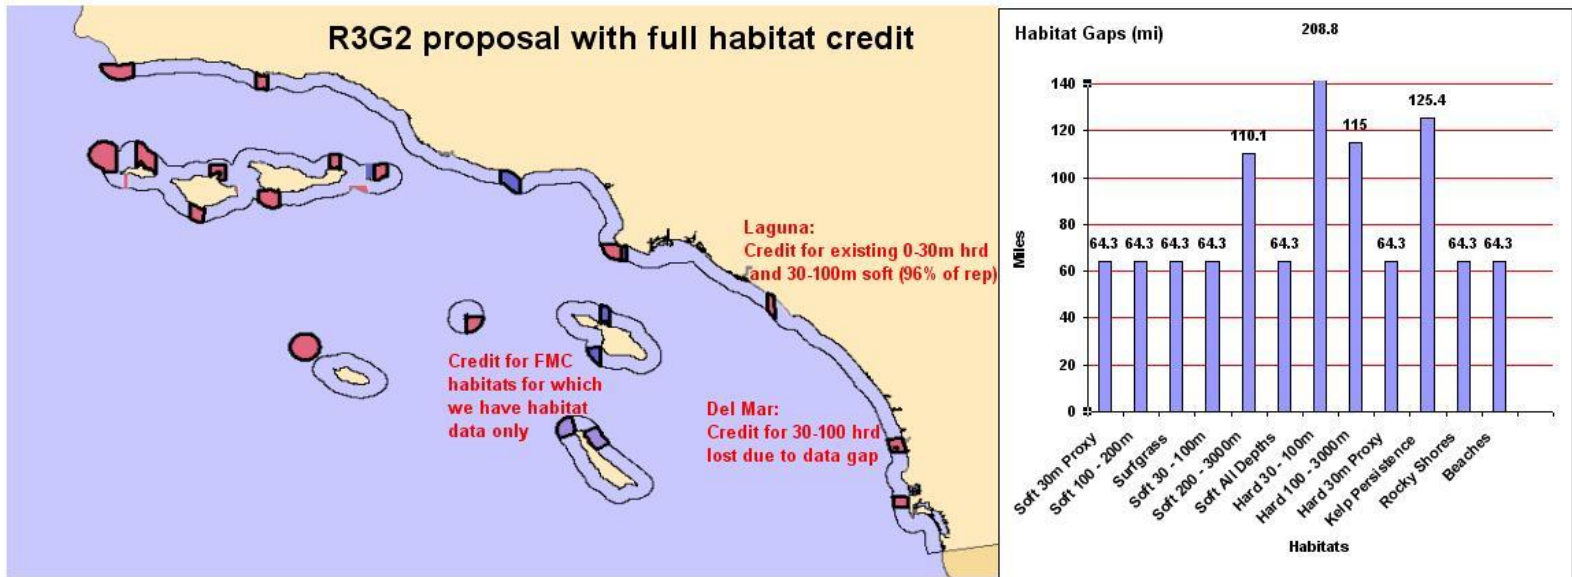 R3G2 proposal with full habitat credit
Laguna:
Credit for existing 0-30m hrd
and 30-100m soft (96% of rep)
Credit for FMC
habitats for which
we have habitat
data only
Del Mar:
Credit for 30-100 hrd
lost due to data gap
Habitat Gaps (mi)
208.8
140
120
100
80
60
40
20
0
Miles
64.3
64.3
64.3
64.3
110.1
64.3
115
64.3
125.4
64.3
64.3
Soft 30m Proxy
Soft 100 - 200m
Surfgrass
Soft 30 - 100m
Soft 200 - 3000m
Soft All Depths
Hard 30 - 100m
Hard 100 - 3000m
Hard 30m Proxy
Kelp Persistence
Rocky Shores
Beaches
Habitats